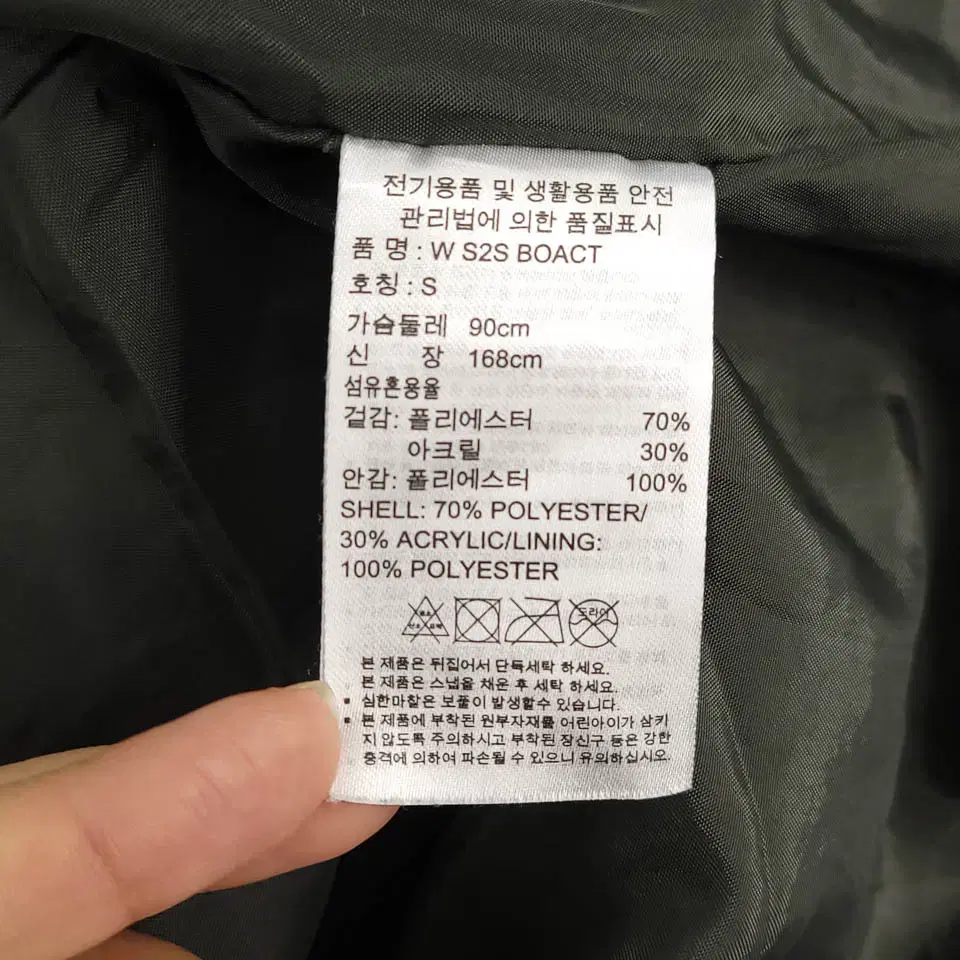 전기용품 및 생활용품 안전
관리법에 의한 품질표시
품 명 : W S2S BOACT
호칭 : S
가슴둘레 90cm
신 장 168cm
섬유혼용율
겉감: 폴리에스터 70%
아크릴 30%
안감: 폴리에스터 100%
SHELL: 70% POLYESTER/
30% ACRYLIC/LINING:
100% POLYESTER
염소
산소 표백
드라이
본 제품은 뒤집어서 단독세탁 하세요.
본 제품은 스냅을 채운 후 세탁 하세요.
▪ 심한마찰은 보풀이 발생할수 있습니다.
▪ 본 제품에 부착된 원부자재를 어린아이가 삼키
지 않도록 주의하시고 부착된 장신구 등은 강한
충격에 의하여 파손될 수 있으니 유의하십시오.